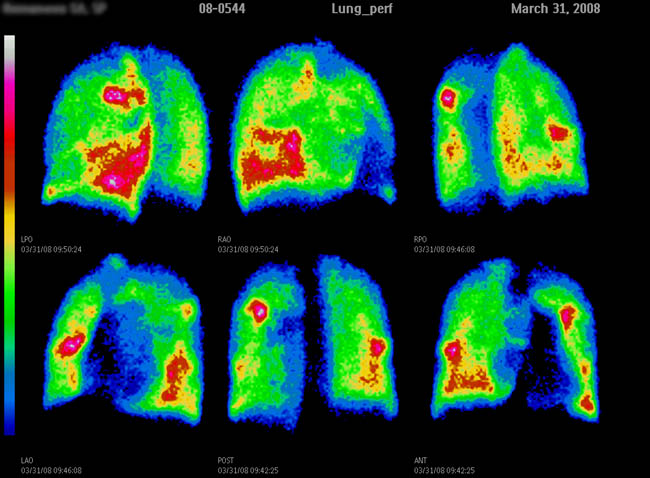 08-0544 Lung_perf March 31, 2008
LPO RAO RPO
03/31/08 09:50:24 03/31/08 09:50:24 03/31/08 09:46:08
LAO POST ANT
03/31/08 09:46:08 03/31/08 09:42:25 03/31/08 09:42:25